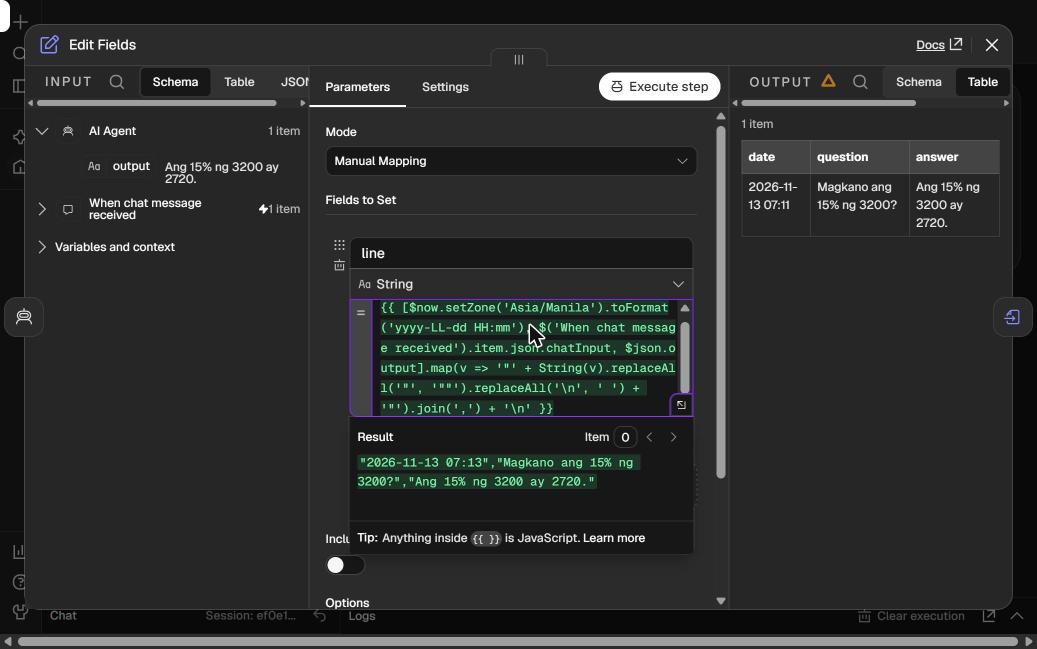 Edit Fields
Docs
INPUT
Schema
Table
JSON
AI Agent
1 item
Aa output
Ang 15% ng 3200 ay
2720.
When chat message
received
1 item
Variables and context
Parameters
Settings
Execute step
Mode
Manual Mapping
Fields to Set
line
Aa String
=
{{ [$now.setZone('Asia/Manila').toFormat
('yyyy-LL-dd HH:mm'), $('When chat messag
e received').item.json.chatInput, $json.o
utput].map(v => '"' + String(v).replaceAl
l('"', '""').replaceAll('\n', ' ') +
'"').join(',') + '\n' }}
Result
Item 0
"2026-11-13 07:13","Magkano ang 15% ng
3200?","Ang 15% ng 3200 ay 2720."
Inclu
Tip: Anything inside {{ }} is JavaScript. Learn more
Options
OUTPUT
Schema
Table
1 item
date question answer
2026-11- Magkano ang Ang 15% ng
13 07:11 15% ng 3200? 3200 ay
2720.
Chat
Session: ef0e1...
Logs
Clear execution